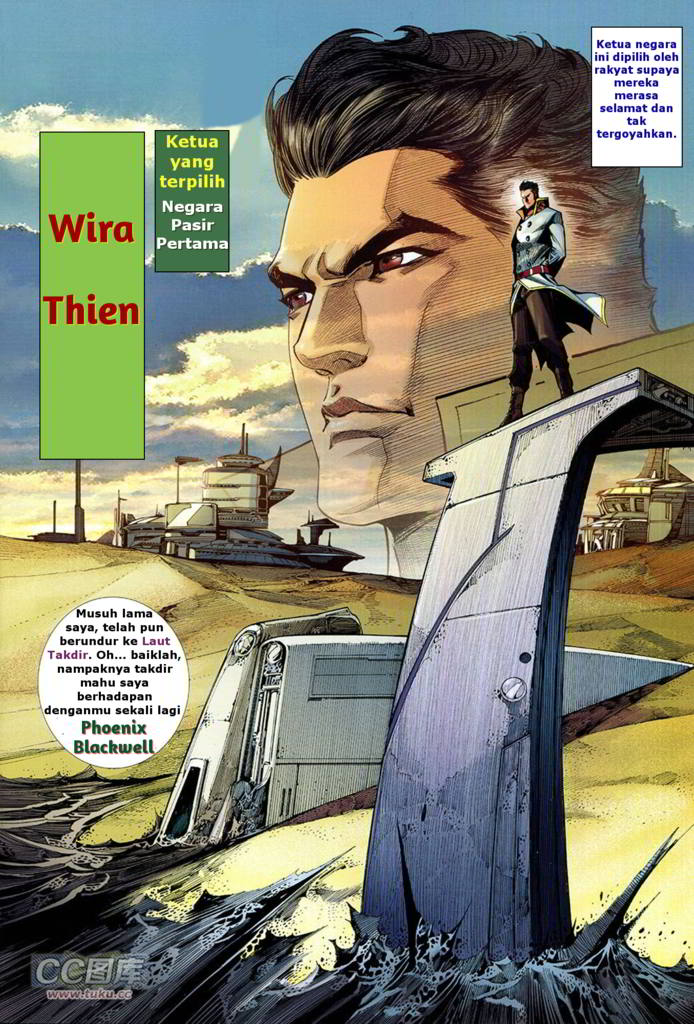 Ketua negara
ini dipilih oleh
rakyat supaya
mereka
merasa
selamat dan
tak
tergoyahkan.
Ketua
yang
terpilih
Negara
Pasir
Pertama
Wira
Thien
Musuh lama
saya, telah pun
berundur ke Laut
Takdir. Oh... baiklah,
nampaknya takdir
mahu saya
berhadapan
denganmu sekali lagi
Phoenix
Blackwell
CC图库
www.tuku.cc